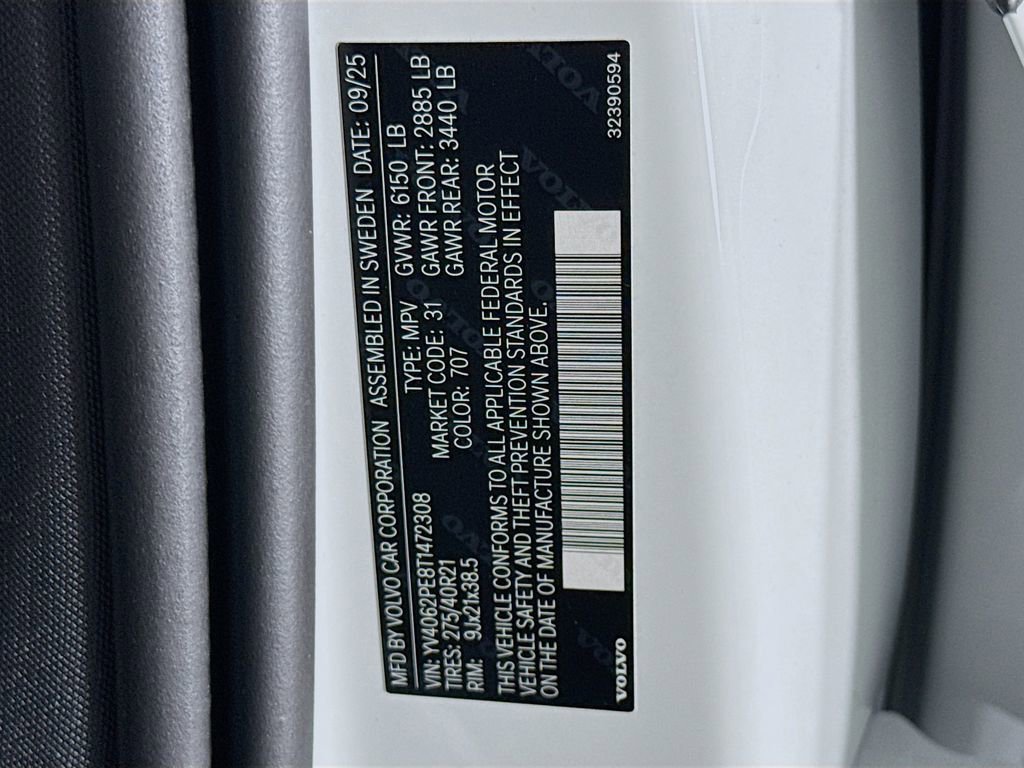 MFD BY VOLVO CAR CORPORATION ASSEMBLED IN SWEDEN DATE: 09/25
VIN: YV4062PE8T1472308 TYPE: MPV GVWR: 6150 LB
TIRES: 275/40R21 MARKET CODE: 31 GAWR FRONT: 2885 LB
RIM: 9Jx21x38.5 COLOR: 707 GAWR REAR: 3440 LB
THIS VEHICLE CONFORMS TO ALL APPLICABLE FEDERAL MOTOR
VEHICLE SAFETY AND THEFT PREVENTION STANDARDS IN EFFECT
ON THE DATE OF MANUFACTURE SHOWN ABOVE.
VOLVO 32390594